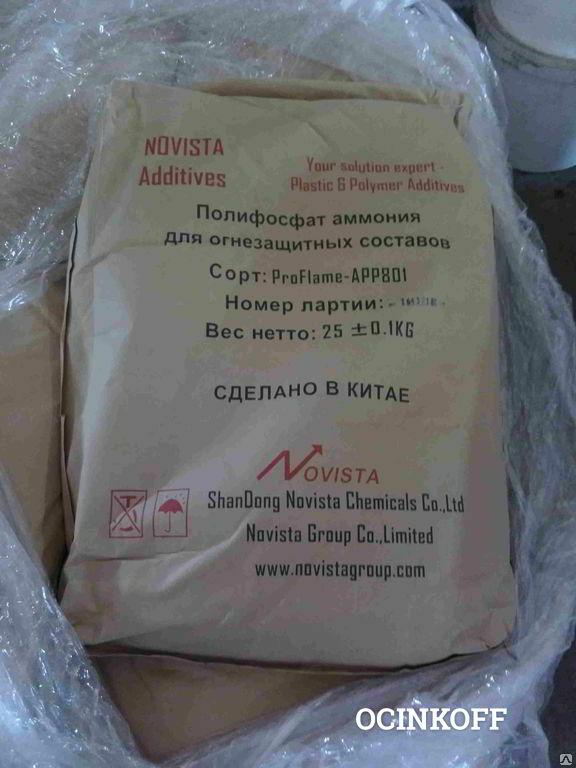 NOVISTA
Additives
Your solution expert -
Plastic & Polymer Additives
Полифосфат аммония
для огнезащитных составов
Сорт: ProFlame-APP801
Номер лартии:
Вес нетто: 25 ±0.1KG
СДЕЛАНО В КИТАЕ
NOVISTA
ShanDong Novista Chemicals Co.,Ltd
Novista Group Co.,Limited
www.novistagroup.com
OCINKOFF